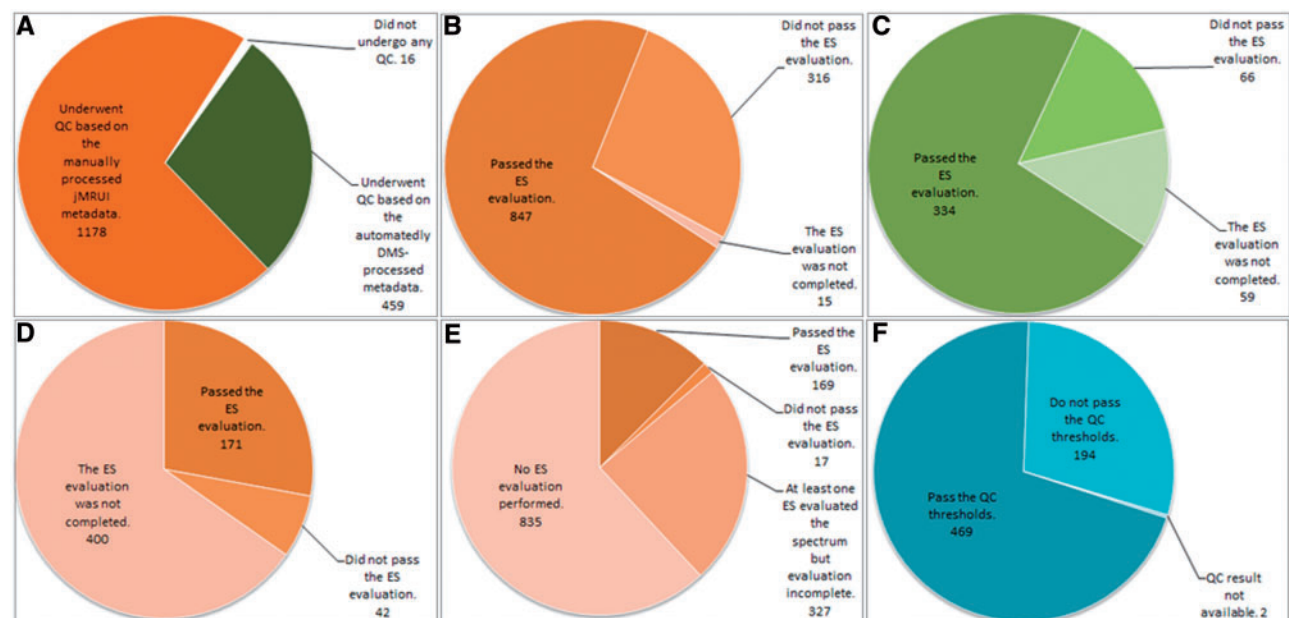 A
Did not
undergo any
QC. 16
Underwent
QC based on
the
manually
processed
jMRUI
metadata.
1178
Underwent
QC based on
the
automatedly
DMS-
processed
metadata.
459
B
Did not pass
the ES
evaluation.
316
Passed the
ES
evaluation.
847
The ES
evaluation
was not
completed.
15
C
Did not pass
the ES
evaluation.
66
Passed the
ES
evaluation.
334
The ES
evaluation
was not
completed.
59
D
Passed the
ES
evaluation.
171
The ES
evaluation
was not
completed.
400
Did not pass
the ES
evaluation.
42
E
Passed the
ES
evaluation.
169
Did not pass
the ES
evaluation.
17
No ES
evaluation
performed.
835
At least one
ES evaluated
the
spectrum
but
evaluation
incomplete.
327
F
Do not pass
the QC
thresholds.
194
Pass the QC
thresholds.
469
QC result
not
available. 2